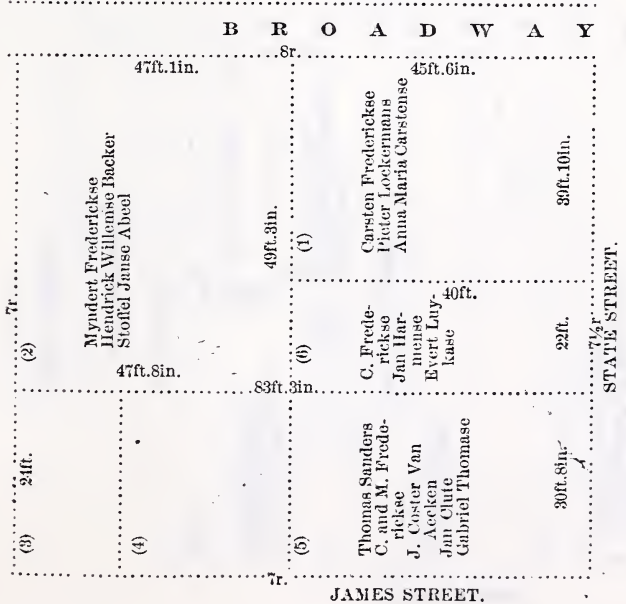 BROADWAY
8r.
47ft.1in.
45ft.6in.
7r.
(2)
Myndert Frederickse
Hendrick Willemse Backer
Stoffel Janse Abeel
49ft.3in.
(1)
Carsten Frederickse
Pieter Lockermans
Anna Maria Carstense
39ft.10in.
47ft.8in.
(6)
40ft.
C. Frede-
rickse
Jan Har-
mense
Evert Luy-
kase
22ft.
7½r
STATE STREET.
83ft.3in.
(3)
24ft.
(4)
(5)
Thomas Sanders
C. and M. Frede-
rickse
J. Coster Van
Aecken
Jan Clute
Gabriel Thomase
30ft.8in.
7r.
JAMES STREET.